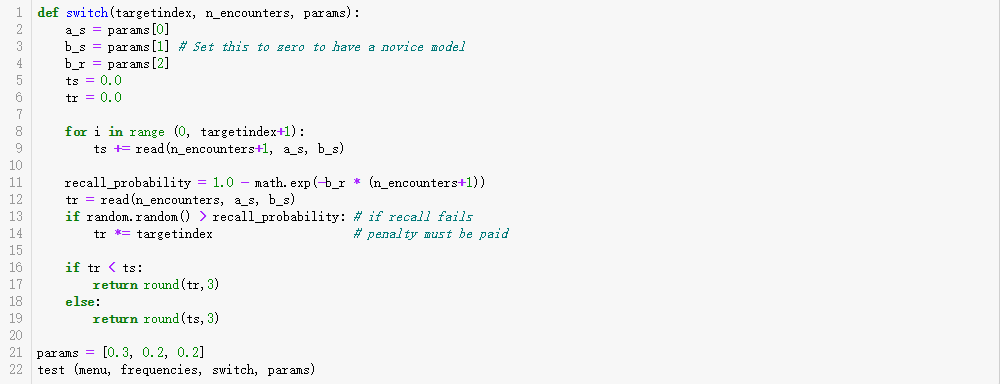 1 def switch(targetindex, n_encounters, params):
2     a_s = params[0]
3     b_s = params[1] # Set this to zero to have a novice model
4     b_r = params[2]
5     ts = 0.0
6     tr = 0.0
7
8     for i in range (0, targetindex+1):
9         ts += read(n_encounters+1, a_s, b_s)
10
11     recall_probability = 1.0 - math.exp(-b_r * (n_encounters+1))
12     tr = read(n_encounters, a_s, b_s)
13     if random.random() > recall_probability: # if recall fails
14         tr *= targetindex                    # penalty must be paid
15
16     if tr < ts:
17         return round(tr,3)
18     else:
19         return round(ts,3)
20
21 params = [0.3, 0.2, 0.2]
22 test (menu, frequencies, switch, params)